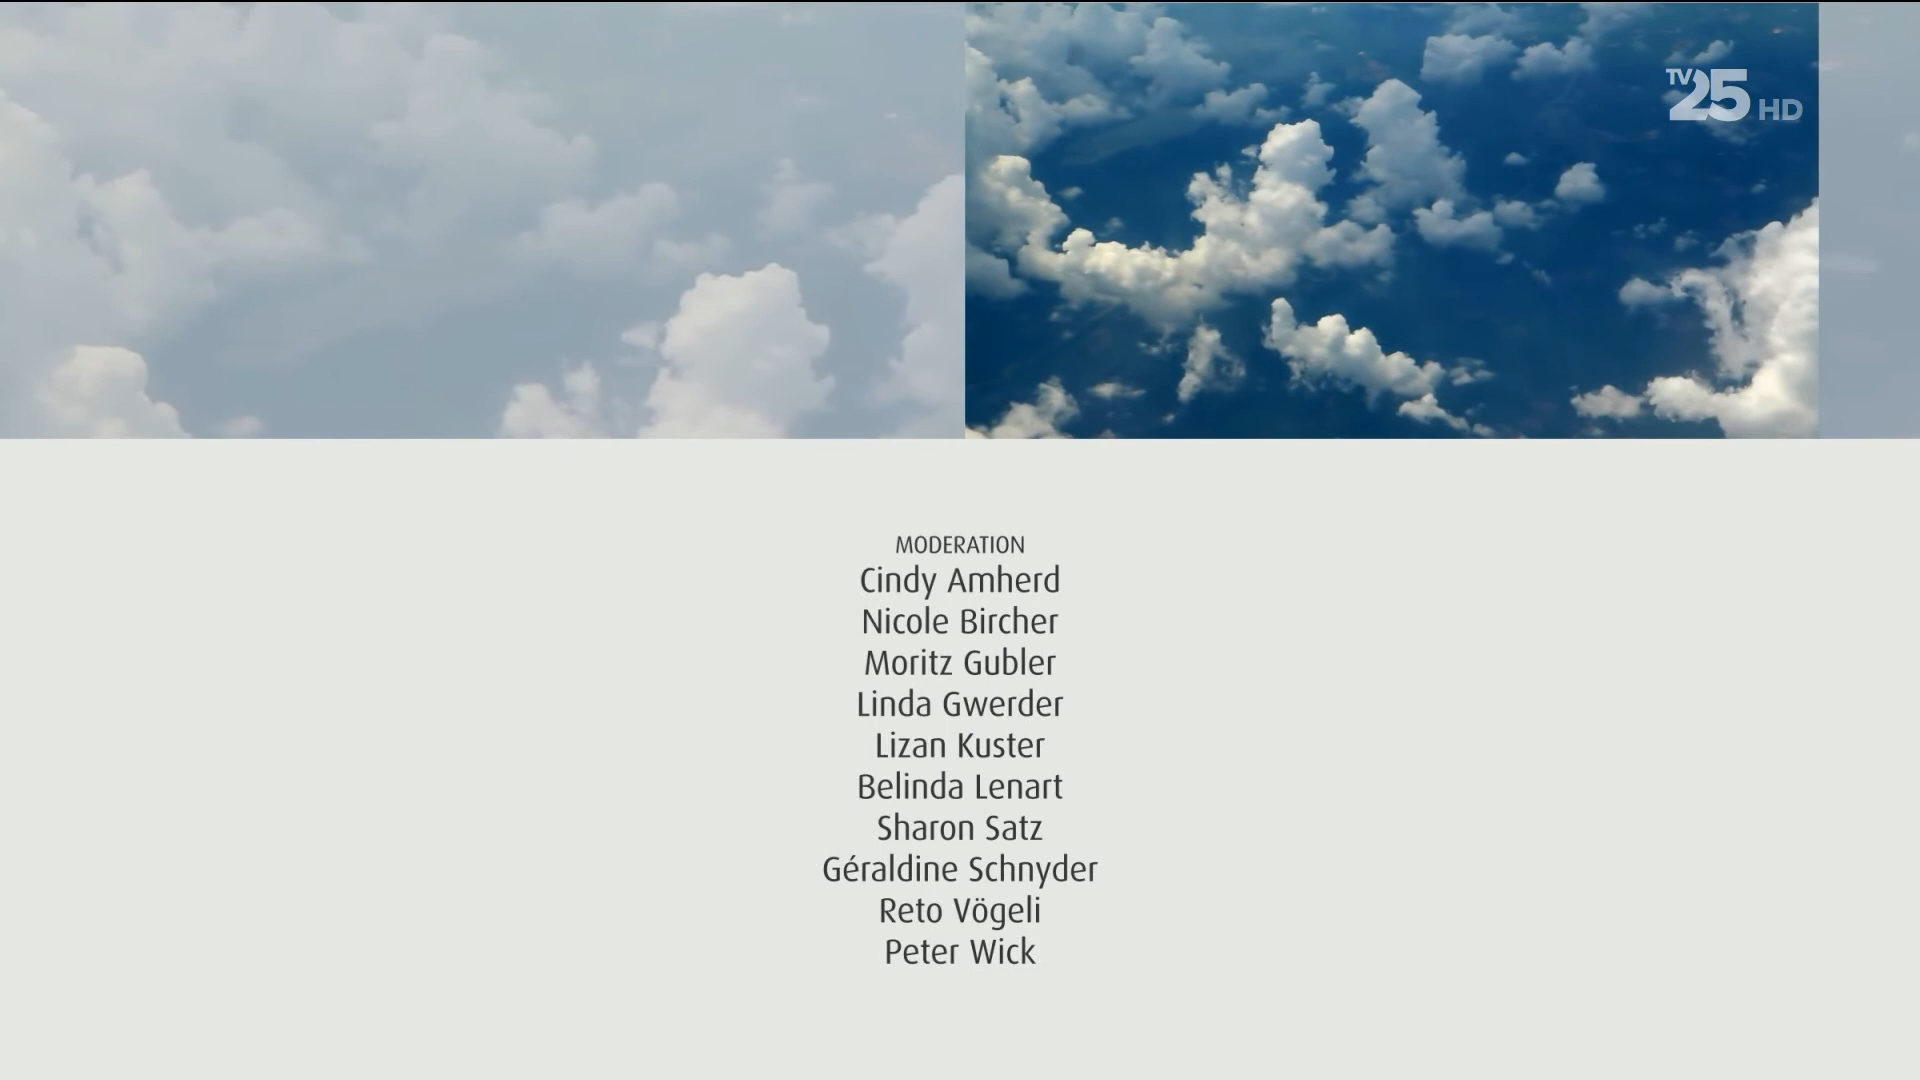 TV25 HD
MODERATION
Cindy Amherd
Nicole Bircher
Moritz Gubler
Linda Gwerder
Lizan Kuster
Belinda Lenart
Sharon Satz
Géraldine Schnyder
Reto Vögeli
Peter Wick